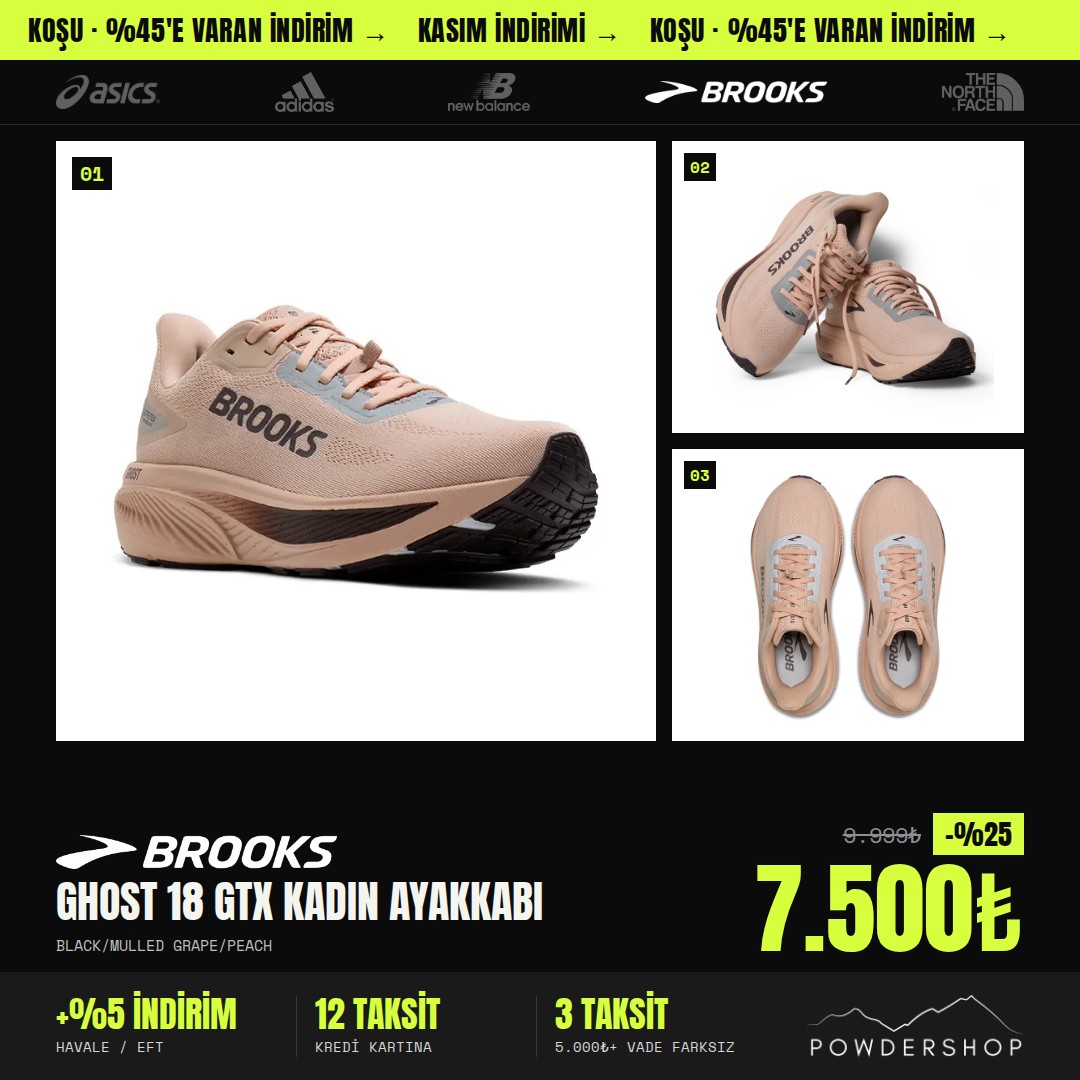 KOŞU · %45'E VARAN İNDİRİM → KASIM İNDİRİMİ → KOŞU · %45'E VARAN İNDİRİM →
asics adidas new balance BROOKS THE NORTH FACE
01
BROOKS
GHOST
02
BROOKS
03
BROOKS
GHOST 18 GTX KADIN AYAKKABI
BLACK/MULLED GRAPE/PEACH
9.999₺ -%25
7.500₺
+%5 İNDİRİM
HAVALE / EFT
12 TAKSİT
KREDİ KARTINA
3 TAKSİT
5.000₺+ VADE FARKSIZ
POWDERSHOP